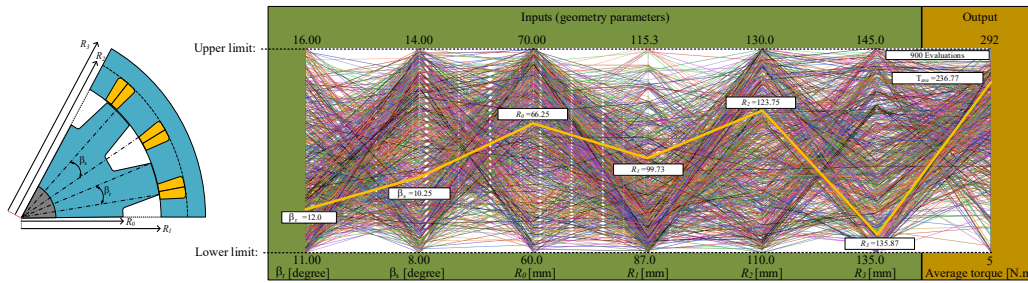 R₃
R₂
βₛ
βᵣ
R₀
R₁
Inputs (geometry parameters)
Output
Upper limit:
16.00
14.00
70.00
115.3
130.0
145.0
292
900 Evaluations
Tₐᵥₑ=236.77
R₂=123.75
R₀=66.25
R₁=99.73
βₛ=10.25
βᵣ=12.0
R₃=135.87
Lower limit:
11.00
8.00
60.0
87.0
110.0
135.0
5
βᵣ [degree]
βₛ [degree]
R₀ [mm]
R₁ [mm]
R₂ [mm]
R₃ [mm]
Average torque [N.m